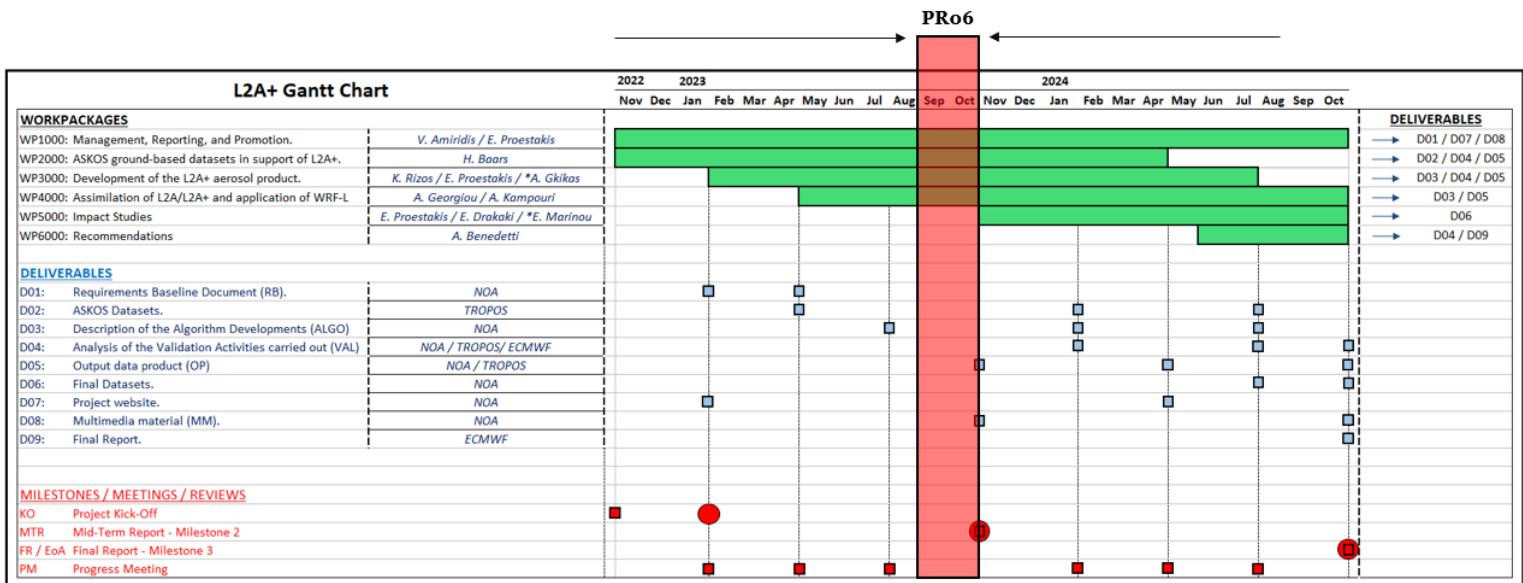 PR06
L2A+ Gantt Chart
2022 2023 2024
Nov Dec Jan Feb Mar Apr May Jun Jul Aug Sep Oct Nov Dec Jan Feb Mar Apr May Jun Jul Aug Sep Oct
WORKPACKAGES DELIVERABLES
WP1000: Management, Reporting, and Promotion. V. Amiridis / E. Proestakis D01 / D07 / D08
WP2000: ASKOS ground-based datasets in support of L2A+. H. Baars D02 / D04 / D05
WP3000: Development of the L2A+ aerosol product. K. Rizos / E. Proestakis / *A. Gkikas D03 / D04 / D05
WP4000: Assimilation of L2A/L2A+ and application of WRF-L A. Georgiou / A. Kampouri D03 / D05
WP5000: Impact Studies E. Proestakis / E. Drakaki / *E. Marinou D06
WP6000: Recommendations A. Benedetti D04 / D09
DELIVERABLES
D01: Requirements Baseline Document (RB). NOA
D02: ASKOS Datasets. TROPOS
D03: Description of the Algorithm Developments (ALGO) NOA
D04: Analysis of the Validation Activities carried out (VAL) NOA / TROPOS/ ECMWF
D05: Output data product (OP) NOA / TROPOS
D06: Final Datasets. NOA
D07: Project website. NOA
D08: Multimedia material (MM). NOA
D09: Final Report. ECMWF
MILESTONES / MEETINGS / REVIEWS
KO Project Kick-Off
MTR Mid-Term Report - Milestone 2
FR / EoA Final Report - Milestone 3
PM Progress Meeting